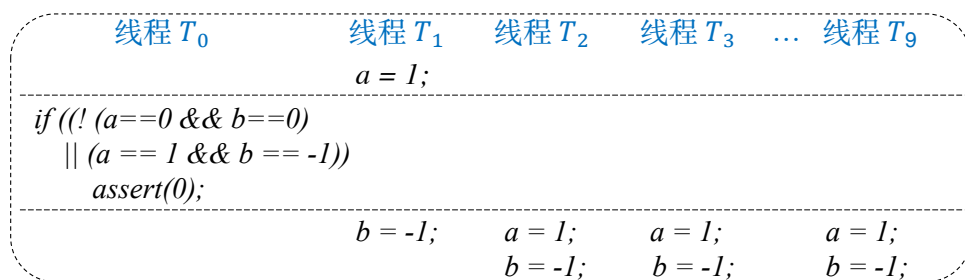 线程 T0 线程 T1 线程 T2 线程 T3 … 线程 T9
a = 1;
if ((! (a==0 && b==0)
|| (a == 1 && b == -1))
assert(0);
b = -1; a = 1; a = 1; a = 1;
b = -1; b = -1; b = -1;